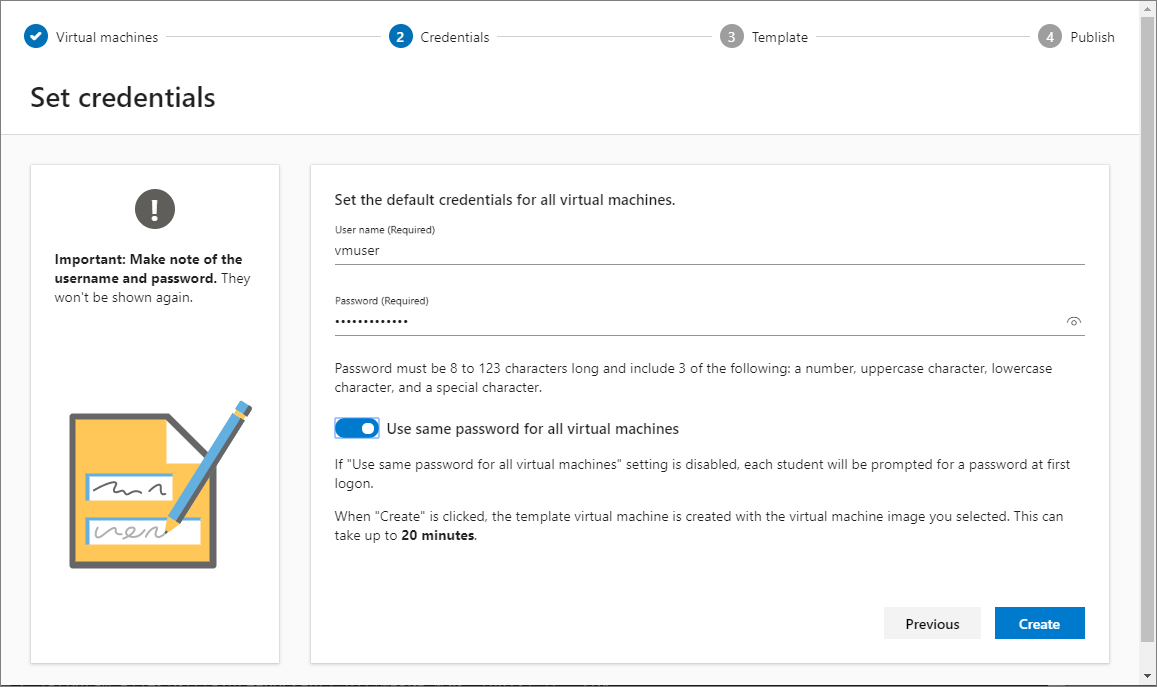 Virtual machines
2 Credentials
3 Template
4 Publish
Set credentials
!
Important: Make note of the
username and password. They
won't be shown again.
Set the default credentials for all virtual machines.
User name (Required)
vmuser
Password (Required)
•••••••••••••
Password must be 8 to 123 characters long and include 3 of the following: a number, uppercase character, lowercase
character, and a special character.
Use same password for all virtual machines
If "Use same password for all virtual machines" setting is disabled, each student will be prompted for a password at first
logon.
When "Create" is clicked, the template virtual machine is created with the virtual machine image you selected. This can
take up to 20 minutes.
Previous
Create